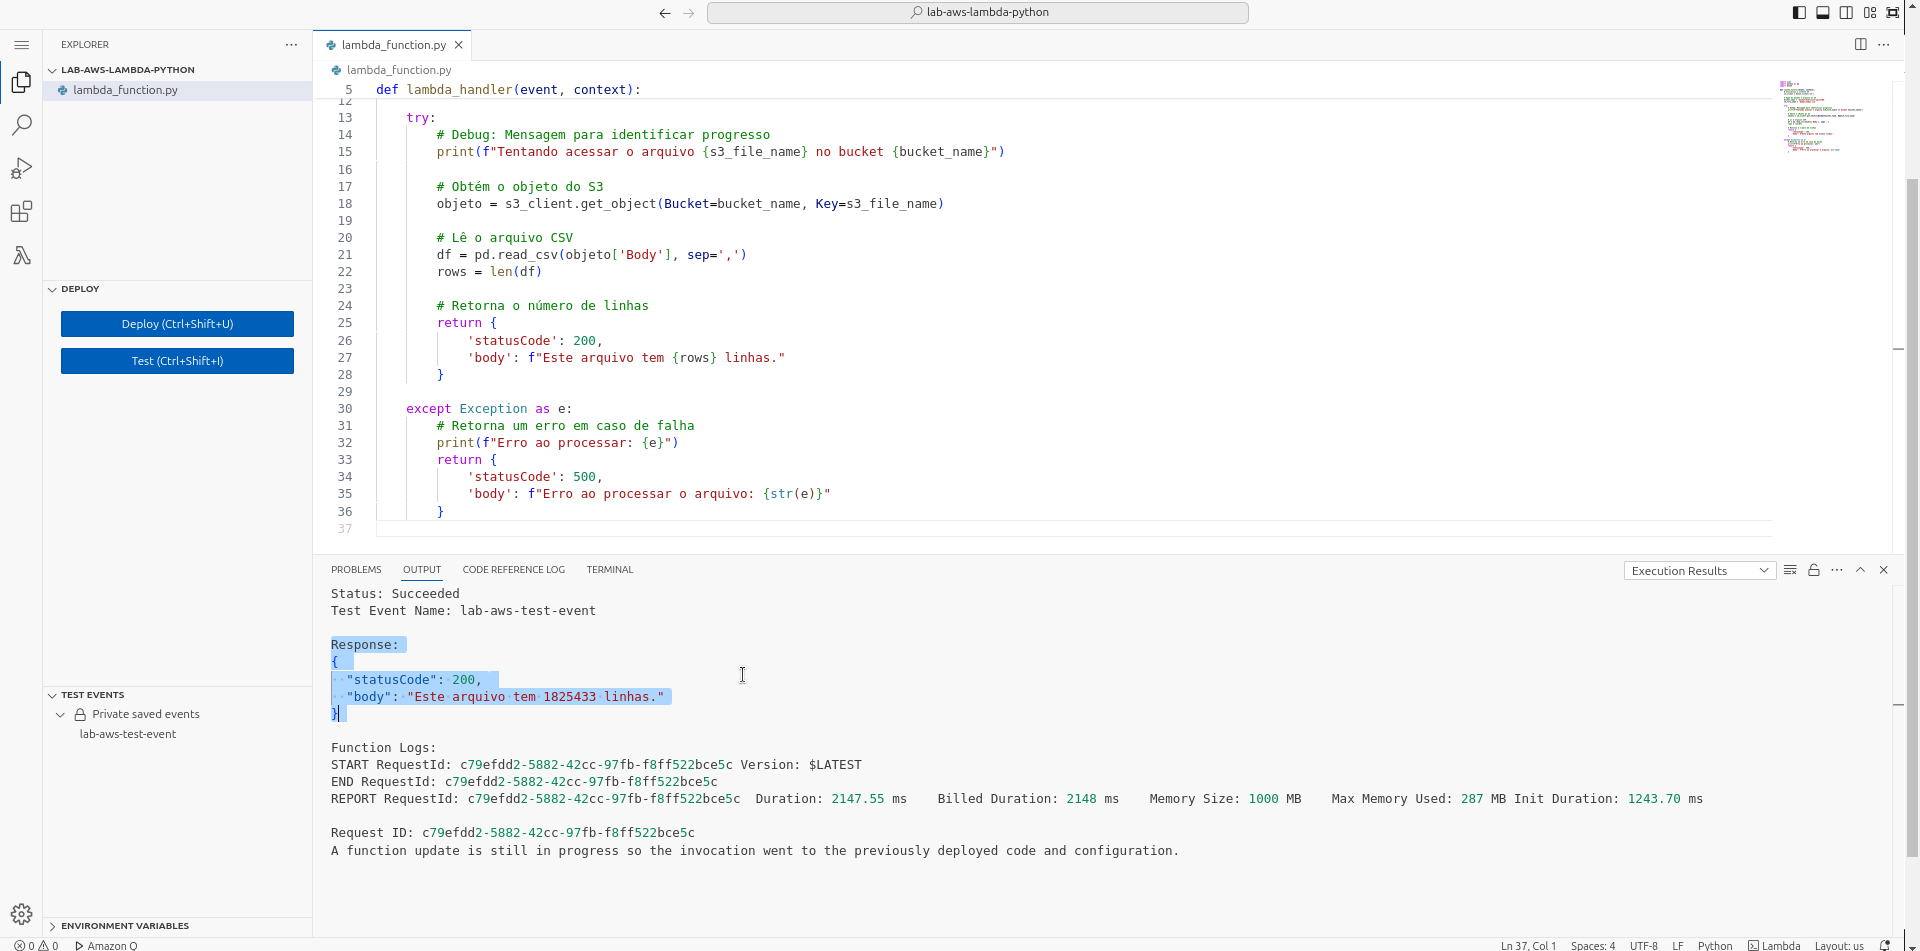 lab-aws-lambda-python
EXPLORER
LAB-AWS-LAMBDA-PYTHON
lambda_function.py
DEPLOY
Deploy (Ctrl+Shift+U)
Test (Ctrl+Shift+I)
TEST EVENTS
Private saved events
lab-aws-test-event
ENVIRONMENT VARIABLES
lambda_function.py
lambda_function.py
5 def lambda_handler(event, context):
12
13 try:
14 # Debug: Mensagem para identificar progresso
15 print(f"Tentando acessar o arquivo {s3_file_name} no bucket {bucket_name}")
16
17 # Obtém o objeto do S3
18 objeto = s3_client.get_object(Bucket=bucket_name, Key=s3_file_name)
19
20 # Lê o arquivo CSV
21 df = pd.read_csv(objeto['Body'], sep=',')
22 rows = len(df)
23
24 # Retorna o número de linhas
25 return {
26 'statusCode': 200,
27 'body': f"Este arquivo tem {rows} linhas."
28 }
29
30 except Exception as e:
31 # Retorna um erro em caso de falha
32 print(f"Erro ao processar: {e}")
33 return {
34 'statusCode': 500,
35 'body': f"Erro ao processar o arquivo: {str(e)}"
36 }
37
PROBLEMS OUTPUT CODE REFERENCE LOG TERMINAL Execution Results
Status: Succeeded
Test Event Name: lab-aws-test-event
Response:
{
"statusCode": 200,
"body": "Este arquivo tem 1825433 linhas."
}
Function Logs:
START RequestId: c79efdd2-5882-42cc-97fb-f8ff522bce5c Version: $LATEST
END RequestId: c79efdd2-5882-42cc-97fb-f8ff522bce5c
REPORT RequestId: c79efdd2-5882-42cc-97fb-f8ff522bce5c Duration: 2147.55 ms Billed Duration: 2148 ms Memory Size: 1000 MB Max Memory Used: 287 MB Init Duration: 1243.70 ms
Request ID: c79efdd2-5882-42cc-97fb-f8ff522bce5c
A function update is still in progress so the invocation went to the previously deployed code and configuration.
0 0 Amazon Q Ln 37, Col 1 Spaces: 4 UTF-8 LF Python Lambda Layout: us